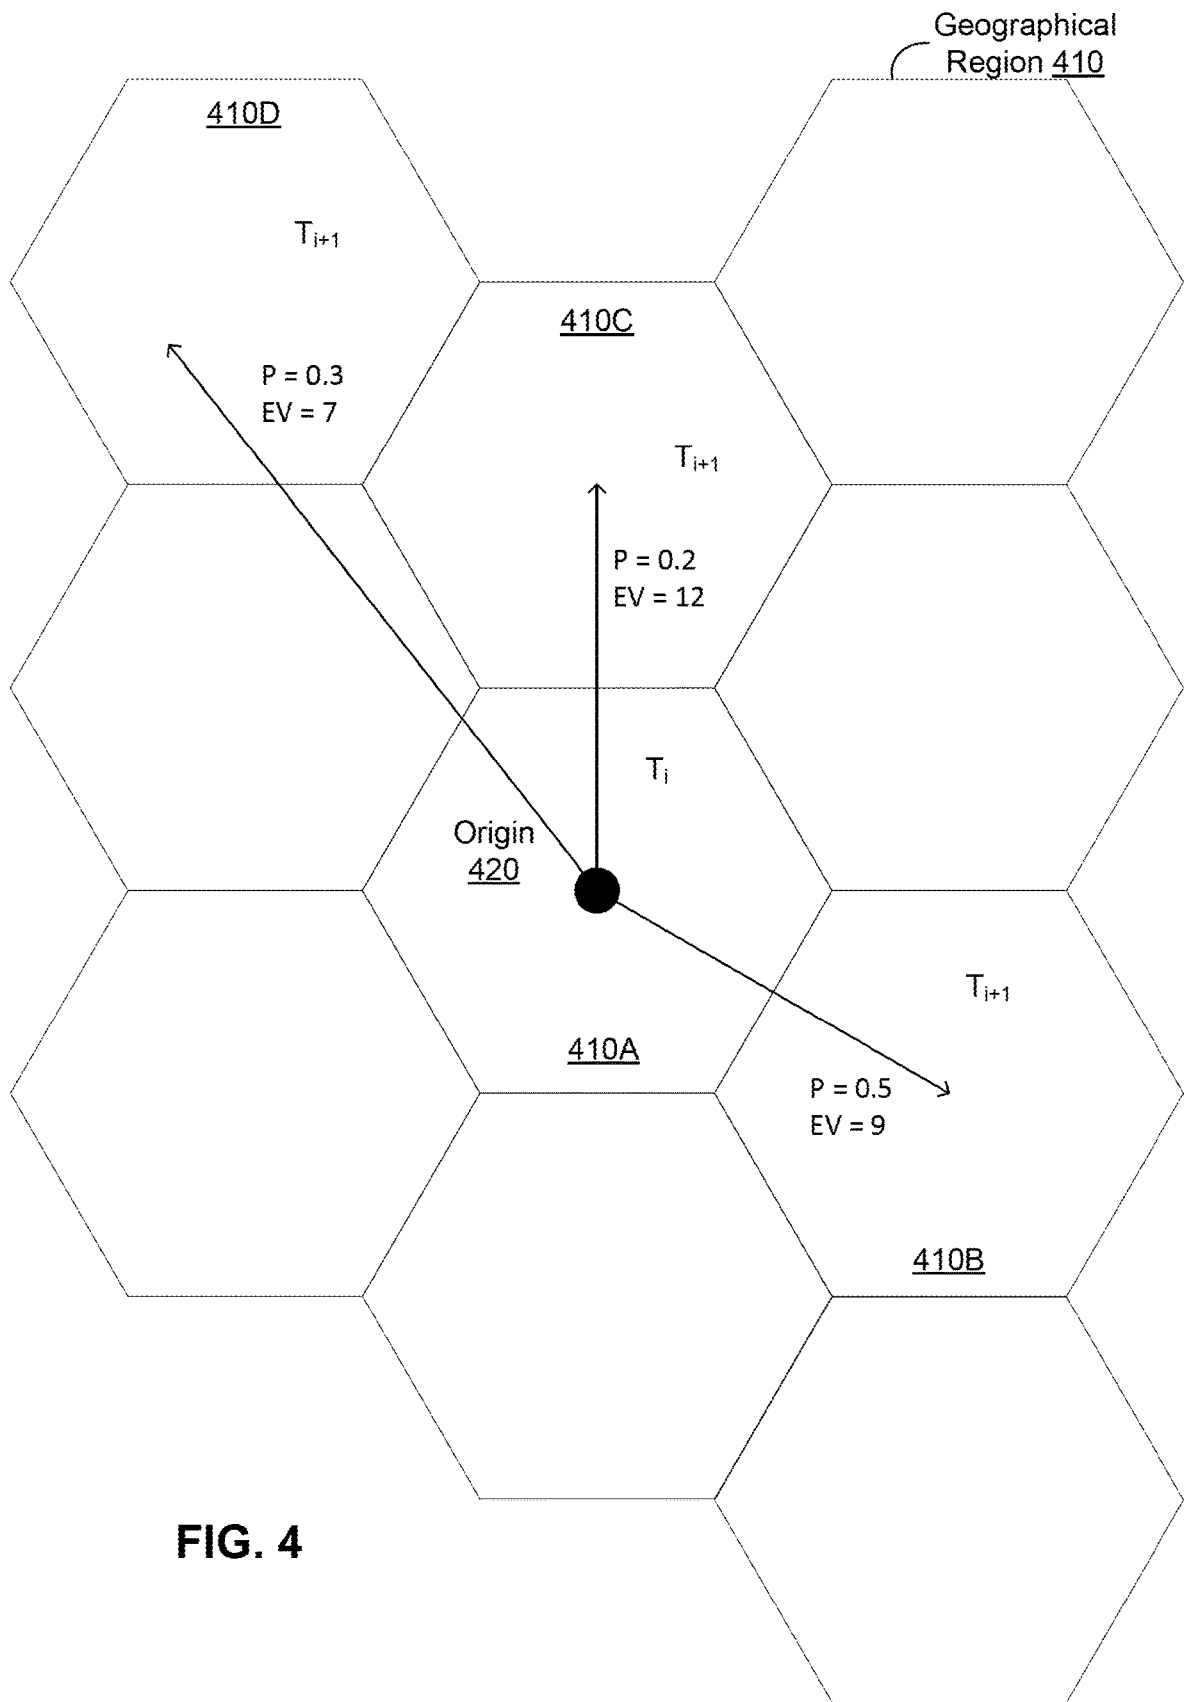 Geographical
Region 410
410D
Ti+1
P = 0.3
EV = 7
410C
Ti+1
P = 0.2
EV = 12
Ti
Origin
420
410A
Ti+1
P = 0.5
EV = 9
410B
FIG. 4